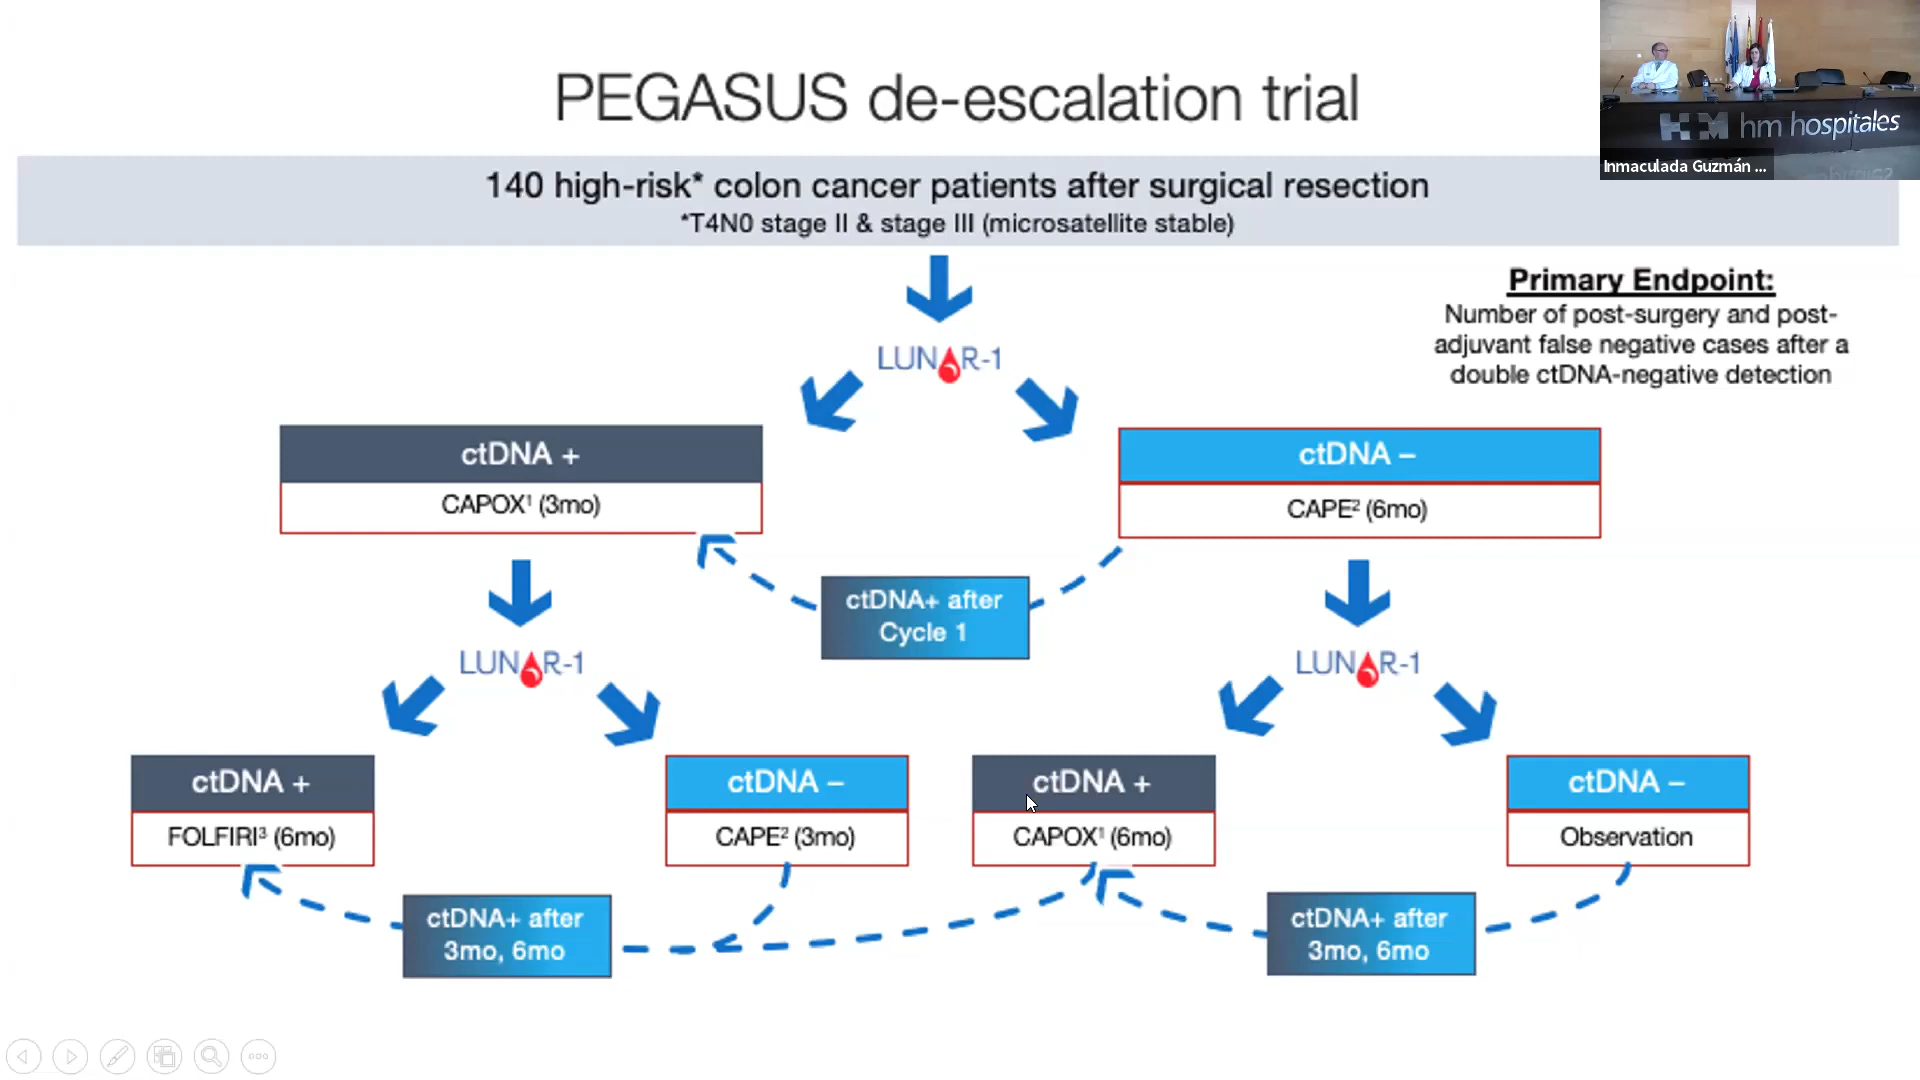 PEGASUS de-escalation trial
hm hospitales
Inmaculada Guzmán ...
140 high-risk* colon cancer patients after surgical resection
*T4N0 stage II & stage III (microsatellite stable)
Primary Endpoint:
Number of post-surgery and post-
adjuvant false negative cases after a
double ctDNA-negative detection
LUNAR-1
ctDNA +
CAPOX¹ (3mo)
ctDNA –
CAPE² (6mo)
ctDNA+ after
Cycle 1
LUNAR-1
LUNAR-1
ctDNA +
FOLFIRI³ (6mo)
ctDNA –
CAPE² (3mo)
ctDNA +
CAPOX¹ (6mo)
ctDNA –
Observation
ctDNA+ after
3mo, 6mo
ctDNA+ after
3mo, 6mo